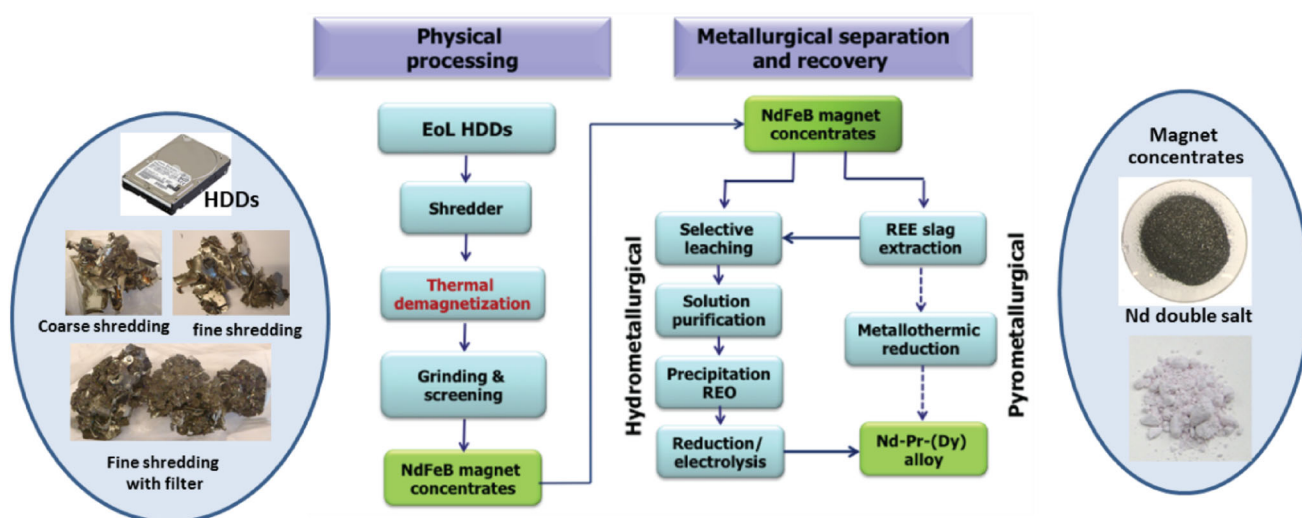 Physical
processing
Metallurgical separation
and recovery
HDDs
Coarse shredding
fine shredding
Fine shredding
with filter
EoL HDDs
Shredder
Thermal
demagnetization
Grinding &
screening
NdFeB magnet
concentrates
NdFeB magnet
concentrates
Hydrometallurgical
Selective
leaching
Solution
purification
Precipitation
REO
Reduction/
electrolysis
REE slag
extraction
Metallothermic
reduction
Nd-Pr-(Dy)
alloy
Pyrometallurgical
Magnet
concentrates
Nd double salt